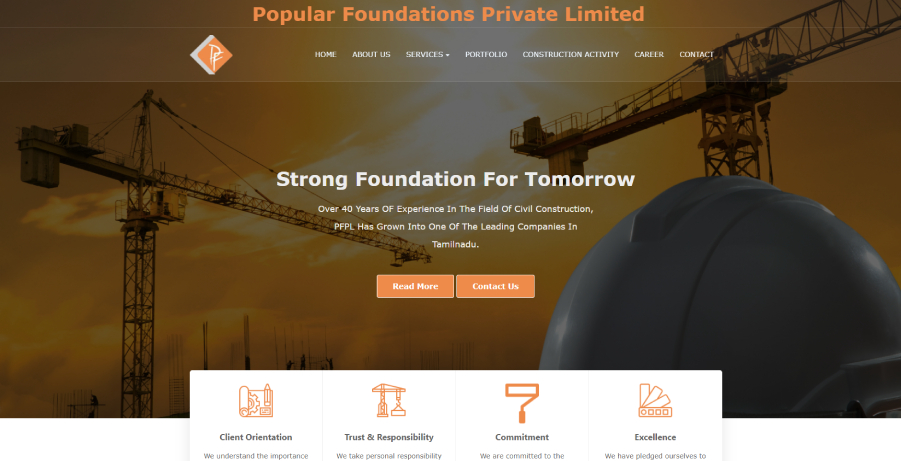 Popular Foundations Private Limited
HOME ABOUT US SERVICES PORTFOLIO CONSTRUCTION ACTIVITY CAREER CONTACT
Strong Foundation For Tomorrow
Over 40 Years OF Experience In The Field Of Civil Construction,
PFPL Has Grown Into One Of The Leading Companies In
Tamilnadu.
Read More Contact Us
Client Orientation Trust & Responsibility Commitment Excellence
We understand the importance We take personal responsibility We are committed to the We have pledged ourselves to